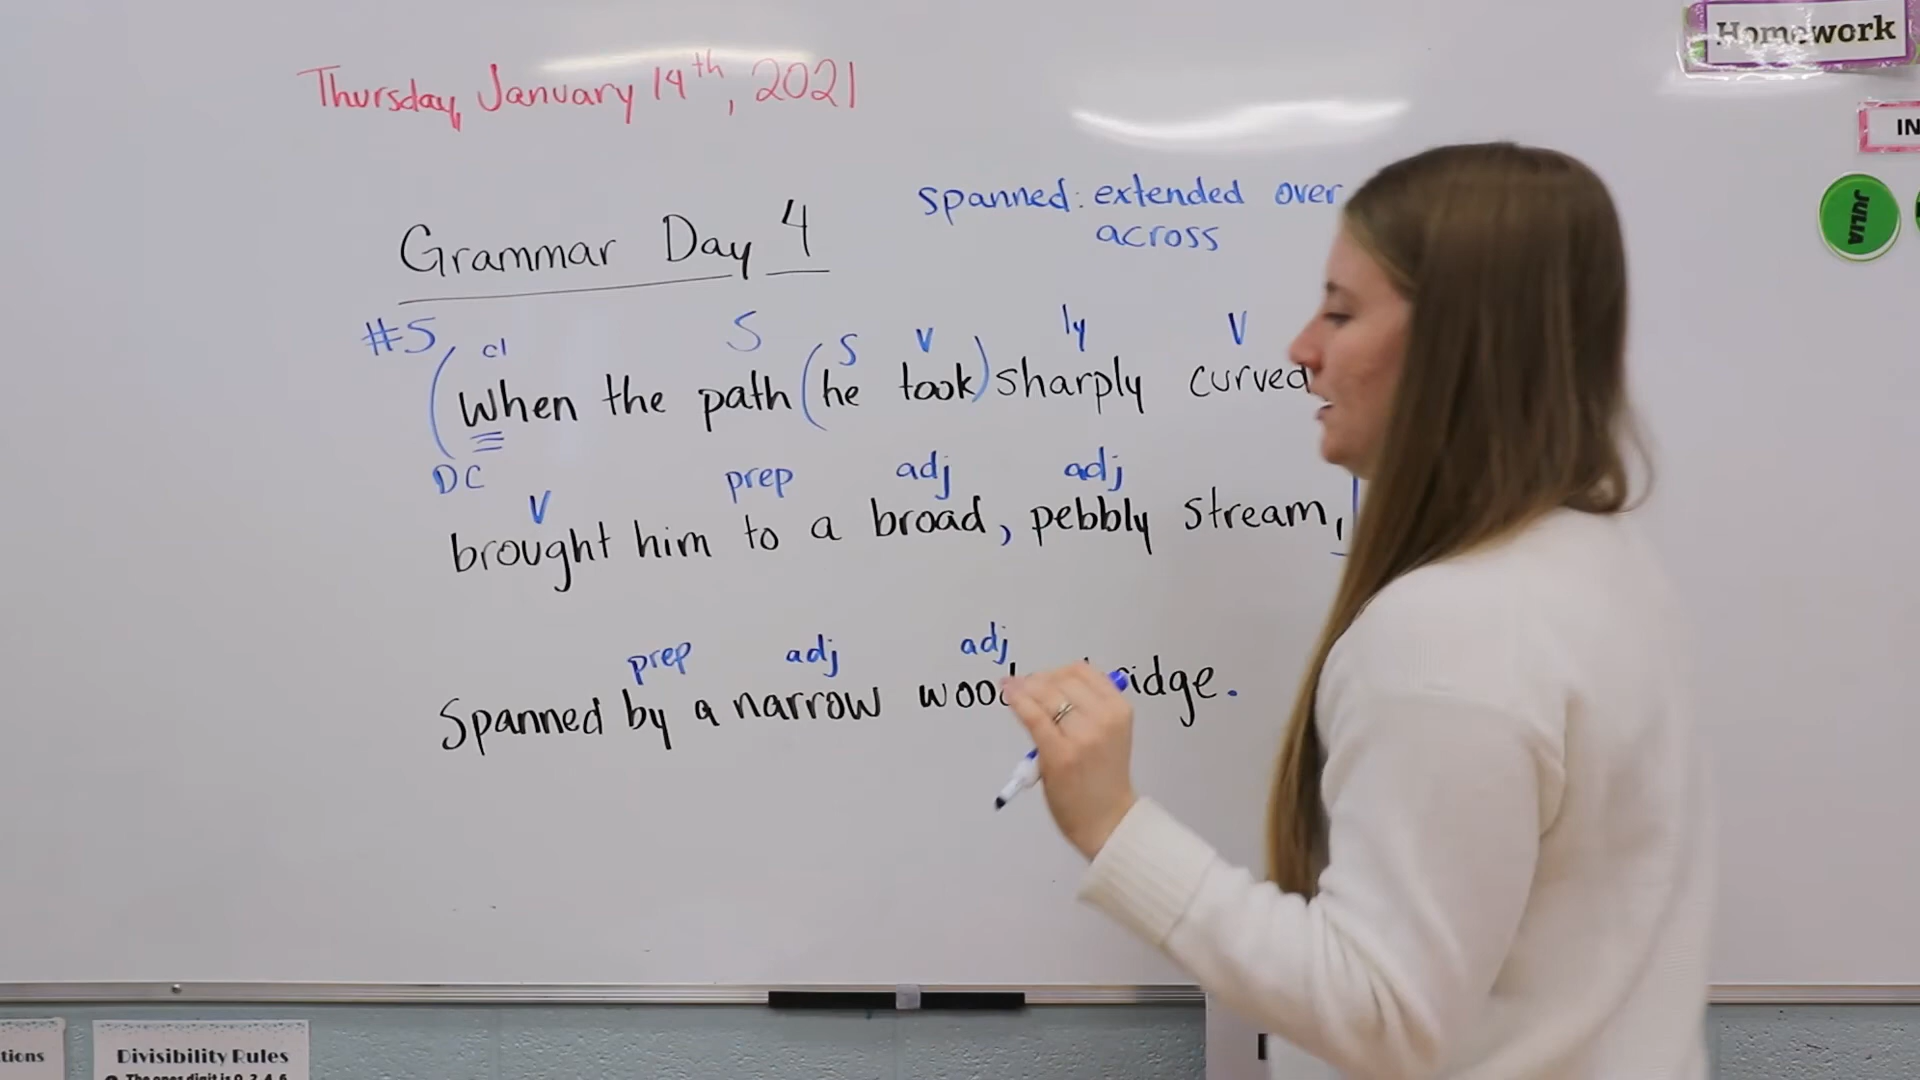 Homework
Thursday, January 14th, 2021
IN
JULIA
spanned: extended over
across
Grammar Day 4
#5
cl S S V ly V
(When the path (he took) sharply curved
DC V prep adj adj
brought him to a broad, pebbly stream,
prep adj adj
Spanned by a narrow
Divisibility Rules